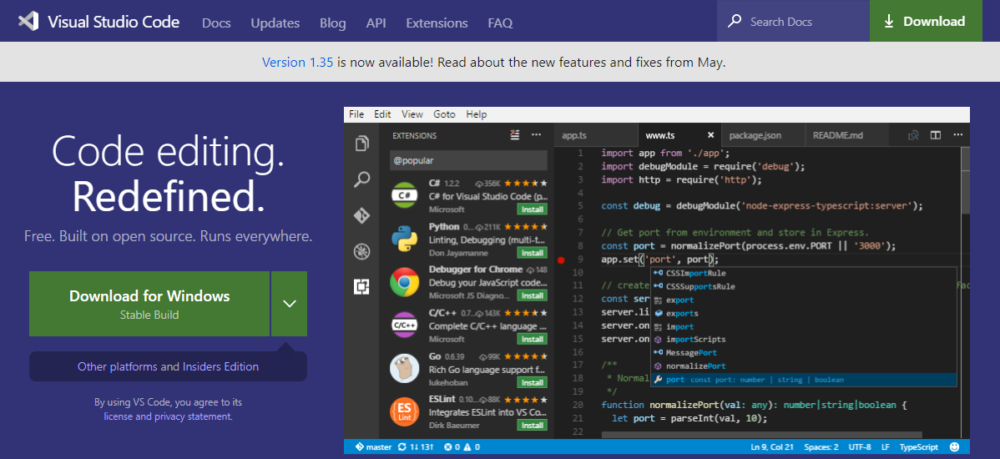 Visual Studio Code Docs Updates Blog API Extensions FAQ Search Docs Download
Version 1.35 is now available! Read about the new features and fixes from May.
Code editing.
Redefined.
Free. Built on open source. Runs everywhere.
Download for Windows
Stable Build
Other platforms and Insiders Edition
By using VS Code, you agree to its
license and privacy statement.
File Edit View Goto Help
EXTENSIONS
@popular
C# 1.2.2 356K
C# for Visual Studio Code (p...
Microsoft Install
Python 0... 211K
Linting, Debugging (multi-t...
Don Jayamanne Install
Debugger for Chrome 148
Debug your JavaScript code...
Microsoft JS Diagno... Install
C/C++ 0.7... 143K
Complete C/C++ language ...
Microsoft Install
Go 0.6.39 99K
Rich Go language support f...
lukehoban Install
ESLint 0.10... 88K
Integrates ESLint into VS Co...
Dirk Baeumer Install
C#
C/C++
ES
Lint
app.ts www.ts package.json README.md
1 import app from './app';
2 import debugModule = require('debug');
3 import http = require('http');
4
5 const debug = debugModule('node-express-typescript:server');
6
7 // Get port from environment and store in Express.
8 const port = normalizePort(process.env.PORT || '3000');
9 app.set('port', port);
10
11 // create
12 const ser
13 server.li
14 server.on
15 server.on
16
17 /**
18 * Normal
19 */
20 function normalizePort(val: any): number|string|boolean {
21 let port = parseInt(val, 10);
22
CSSImportRule
CSSSupportsRule
export
exports
import
importScripts
MessagePort
normalizePort
port const port: number | string | boolean
master 1↓ 13↑ 0 0 Ln 9, Col 21 Spaces: 2 UTF-8 LF TypeScript